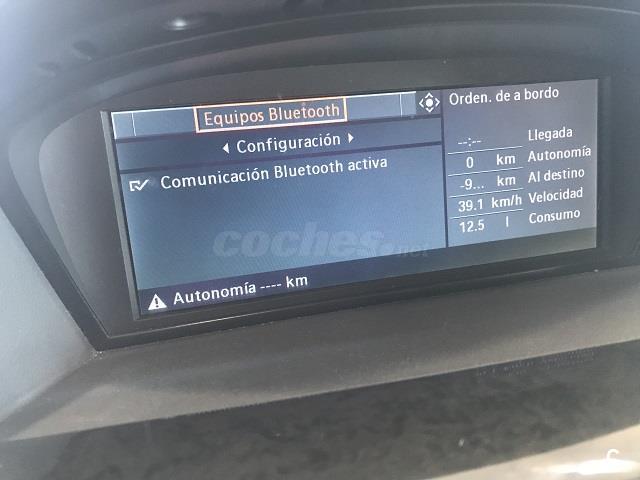 Equipos Bluetooth
Configuración
Comunicación Bluetooth activa
Autonomía ---- km
Orden. de a bordo
--:-- Llegada
0 km Autonomía
-9... km Al destino
39.1 km/h Velocidad
12.5 l Consumo
coches.net